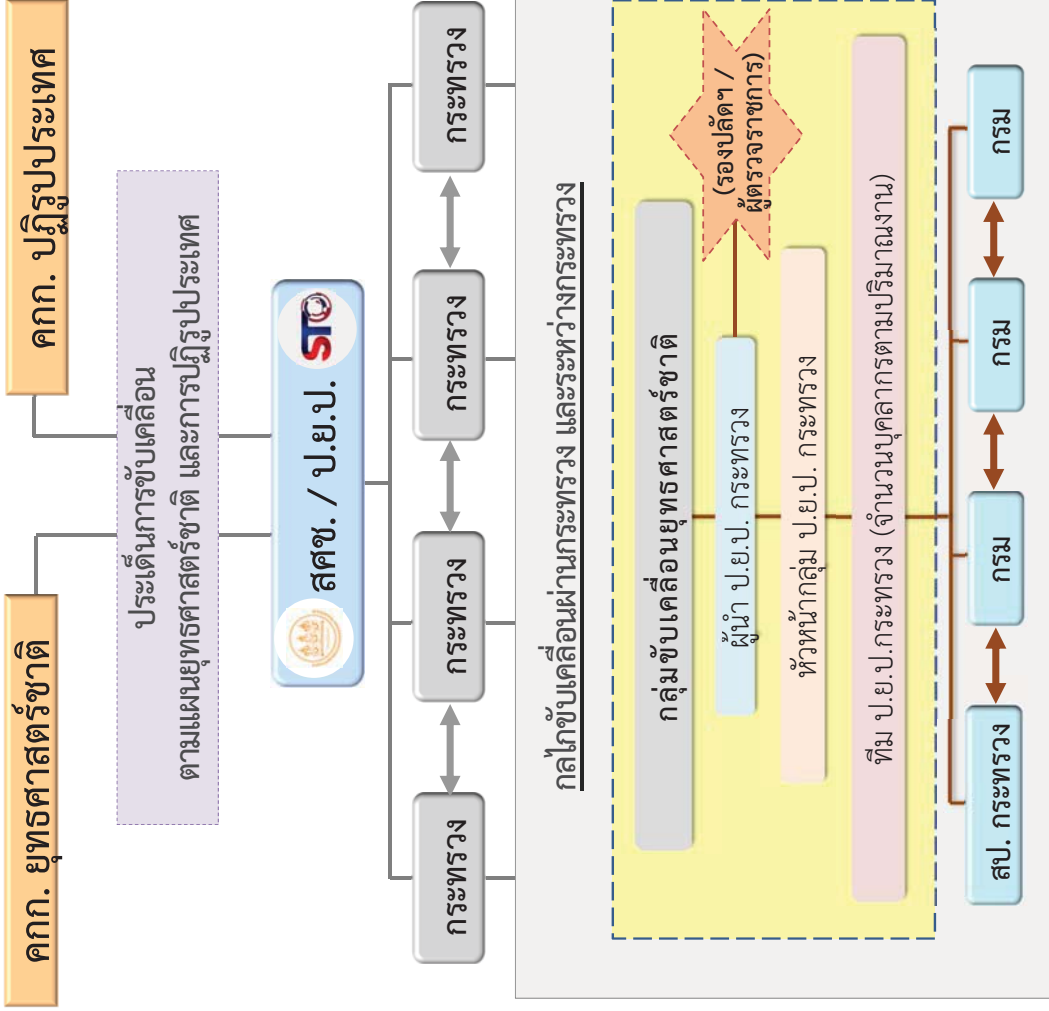 คกก. ยุทธศาสตร์ชาติ
คกก. ปฏิรูปประเทศ
ประเด็นการขับเคลื่อน
ตามแผนยุทธศาสตร์ชาติ และการปฏิรูปประเทศ
สศช. / ป.ย.ป.
STO
กระทรวง
กระทรวง
กระทรวง
กระทรวง
กลไกขับเคลื่อนผ่านกระทรวง และระหว่างกระทรวง
กลุ่มขับเคลื่อนยุทธศาสตร์ชาติ
ผู้นำ ป.ย.ป. กระทรวง
(รองปลัดฯ /
ผู้ตรวจราชการ)
หัวหน้ากลุ่ม ป.ย.ป. กระทรวง
ทีม ป.ย.ป.กระทรวง (จำนวนบุคลากรตามปริมาณงาน)
สป. กระทรวง
กรม
กรม
กรม